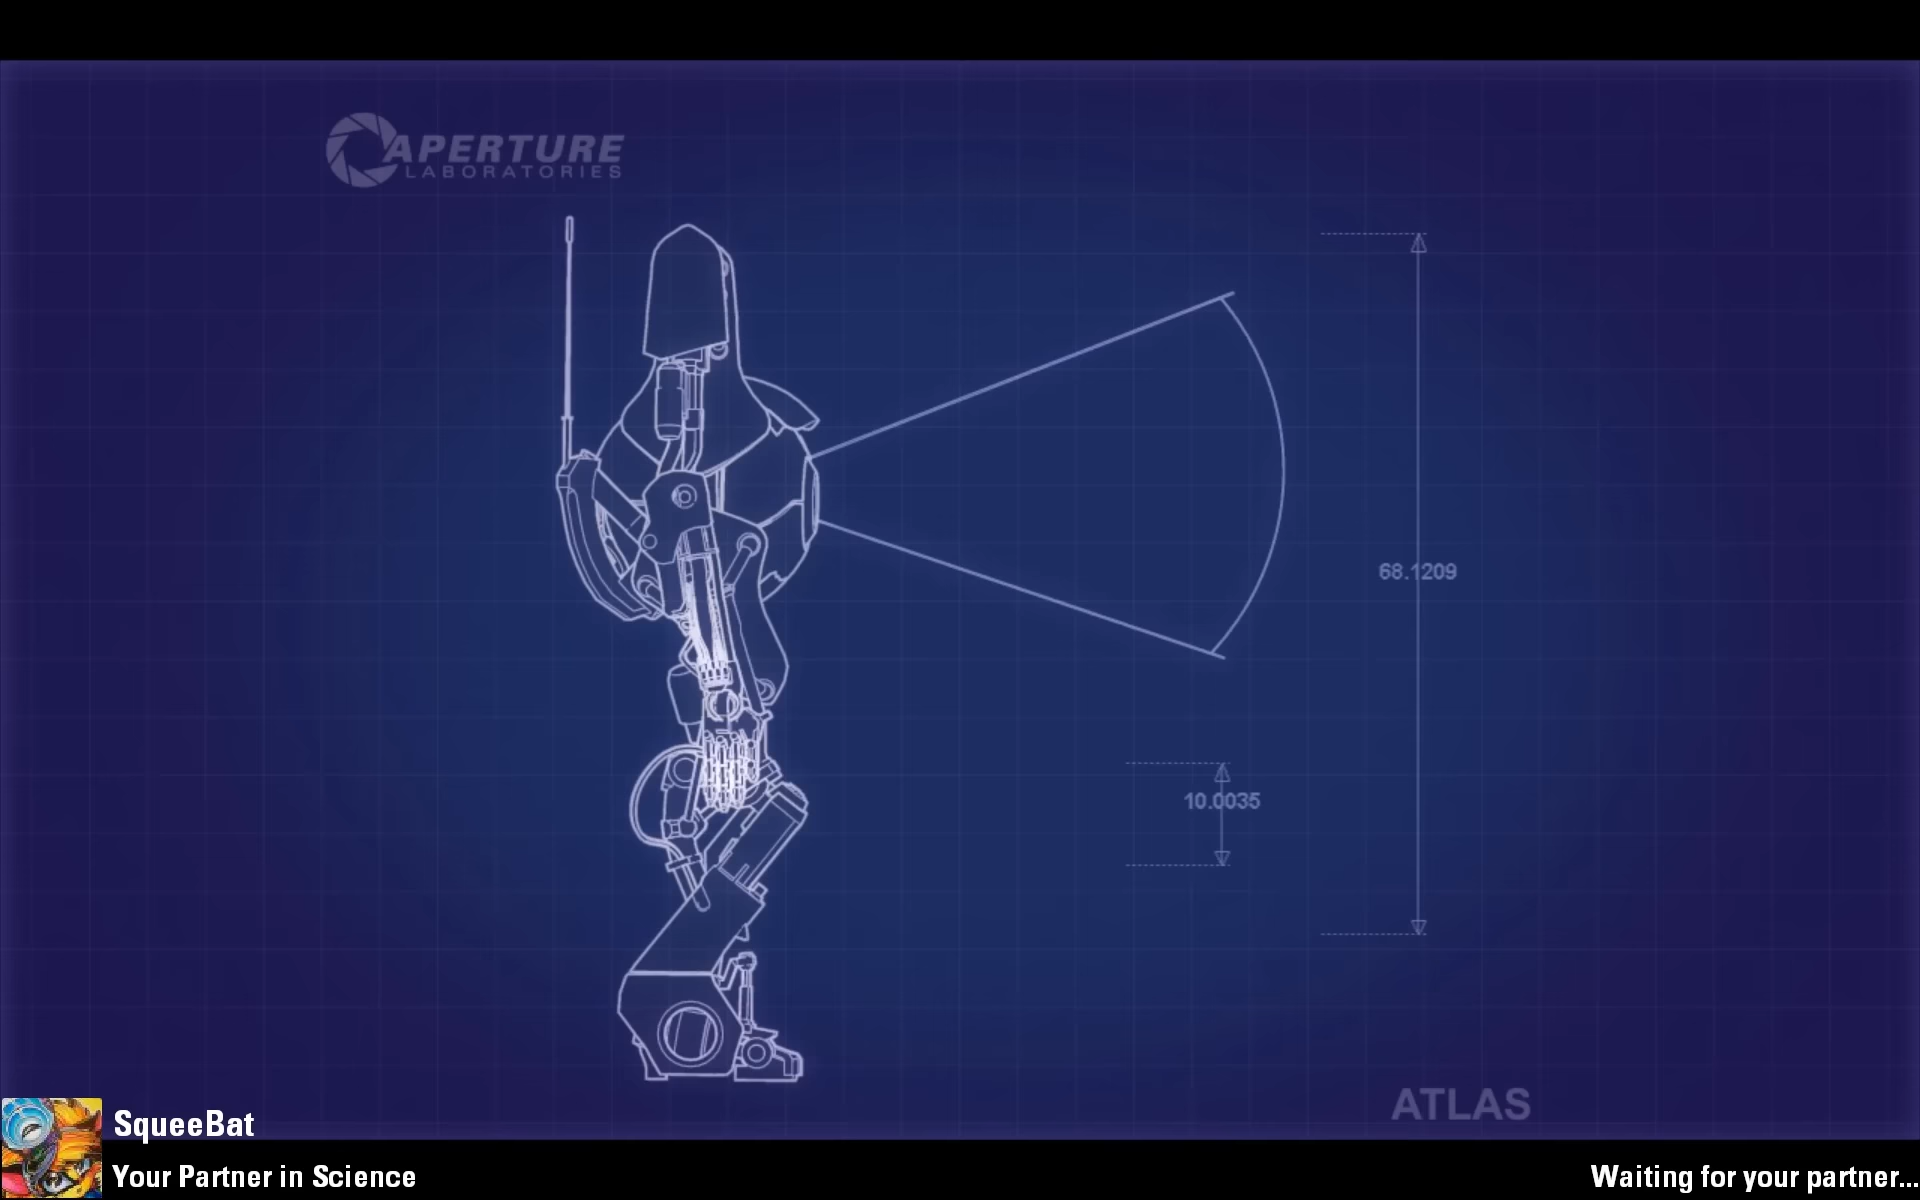 APERTURE
LABORATORIES
68.1209
10.0035
ATLAS
SqueeBat
Your Partner in Science
Waiting for your partner...